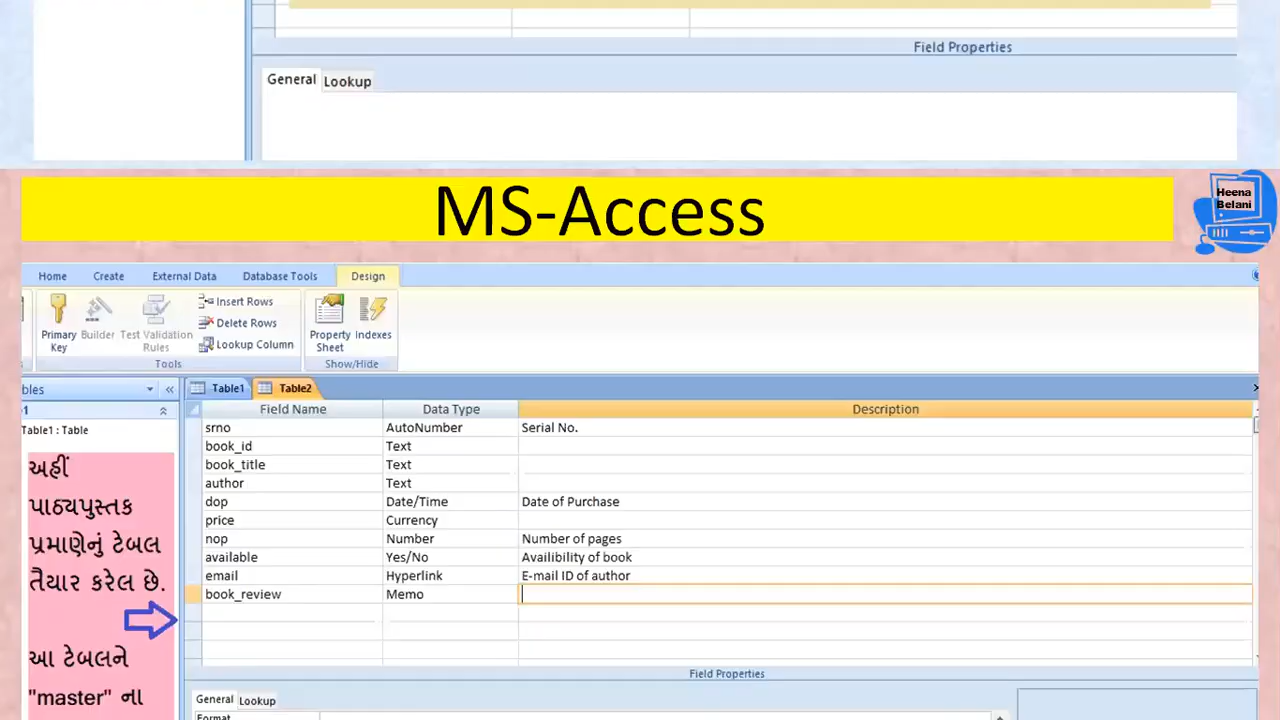 Field Properties
General Lookup
MS-Access
Heena
Belani
Home Create External Data Database Tools Design
Primary Key Builder Test Validation Rules Insert Rows Delete Rows Lookup Column Property Sheet Indexes
Tools Show/Hide
bles Table1 Table2
Field Name Data Type Description
Table1 : Table
srno AutoNumber Serial No.
book_id Text
book_title Text
author Text
dop Date/Time Date of Purchase
price Currency
nop Number Number of pages
available Yes/No Availibility of book
email Hyperlink E-mail ID of author
book_review Memo
અહીં
પાઠ્યપુસ્તક
પ્રમાણેનું ટેબલ
તૈયાર કરેલ છે.
આ ટેબલને
"master" ના
Field Properties
General Lookup
Format